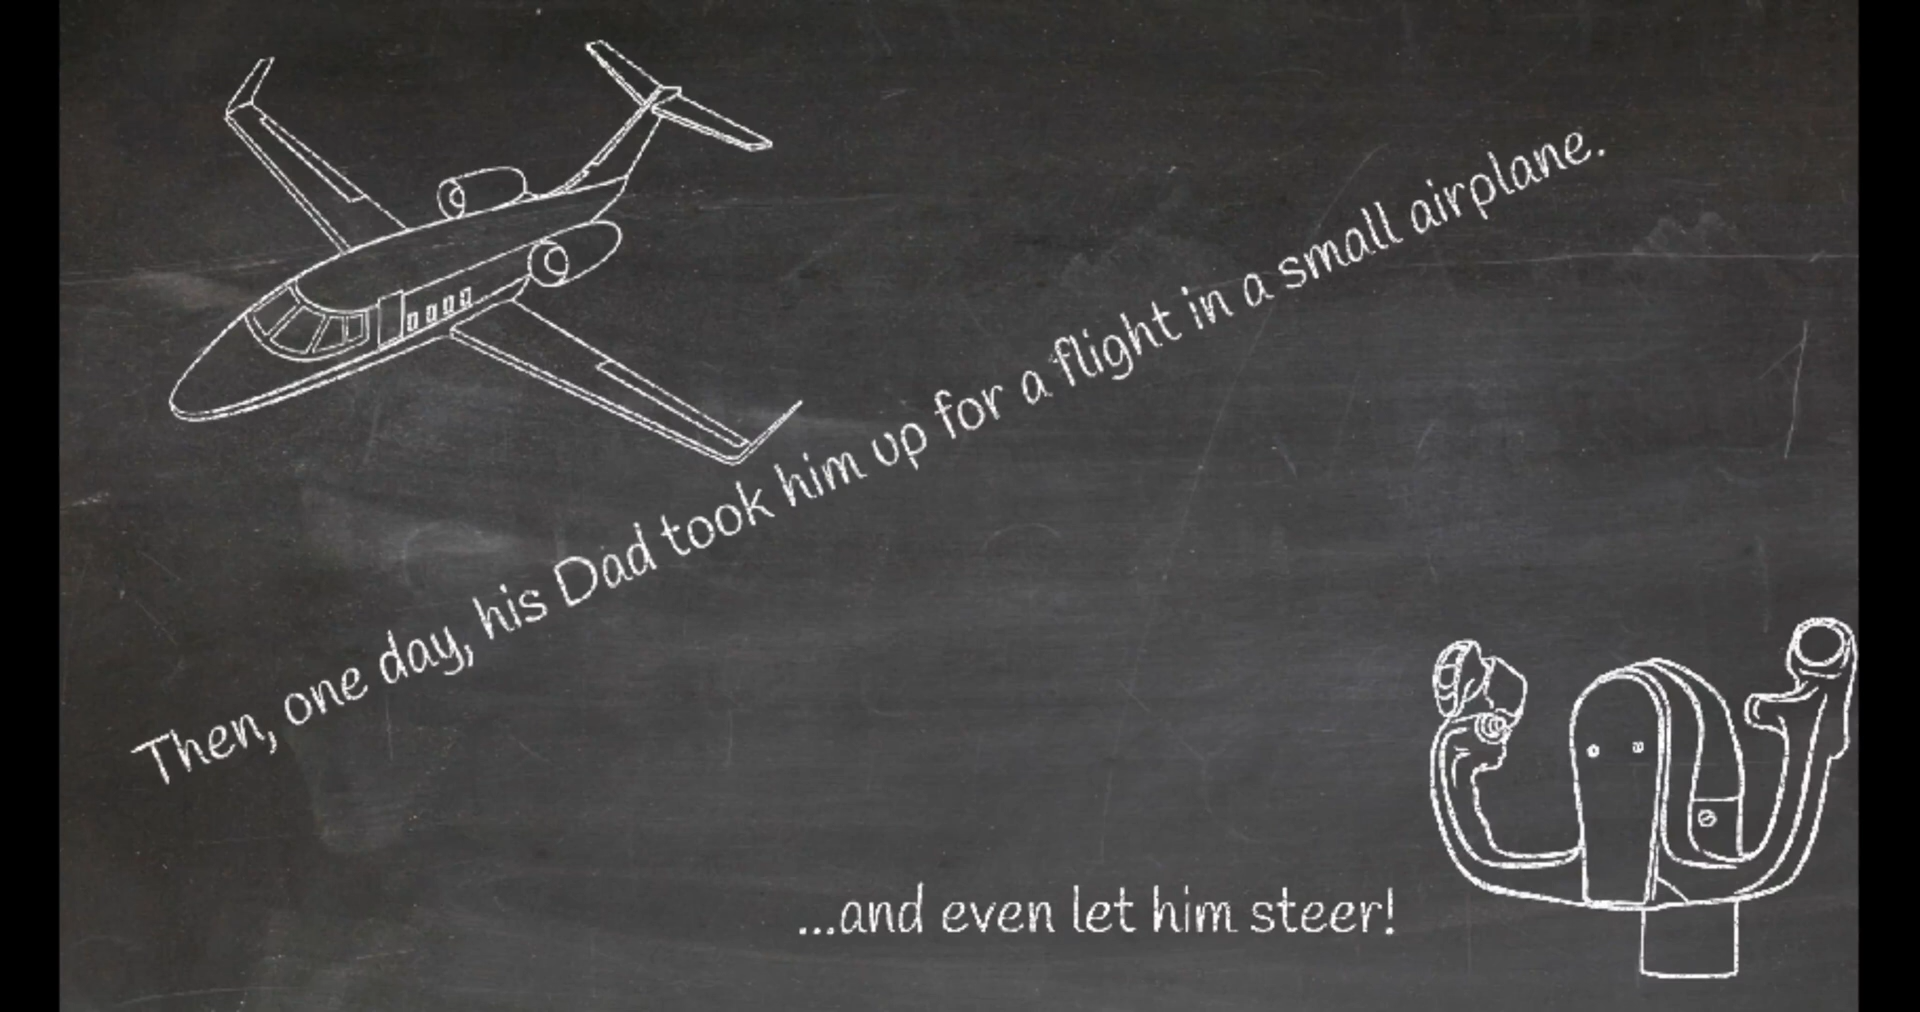 Then, one day, his Dad took him up for a flight in a small airplane.
...and even let him steer!